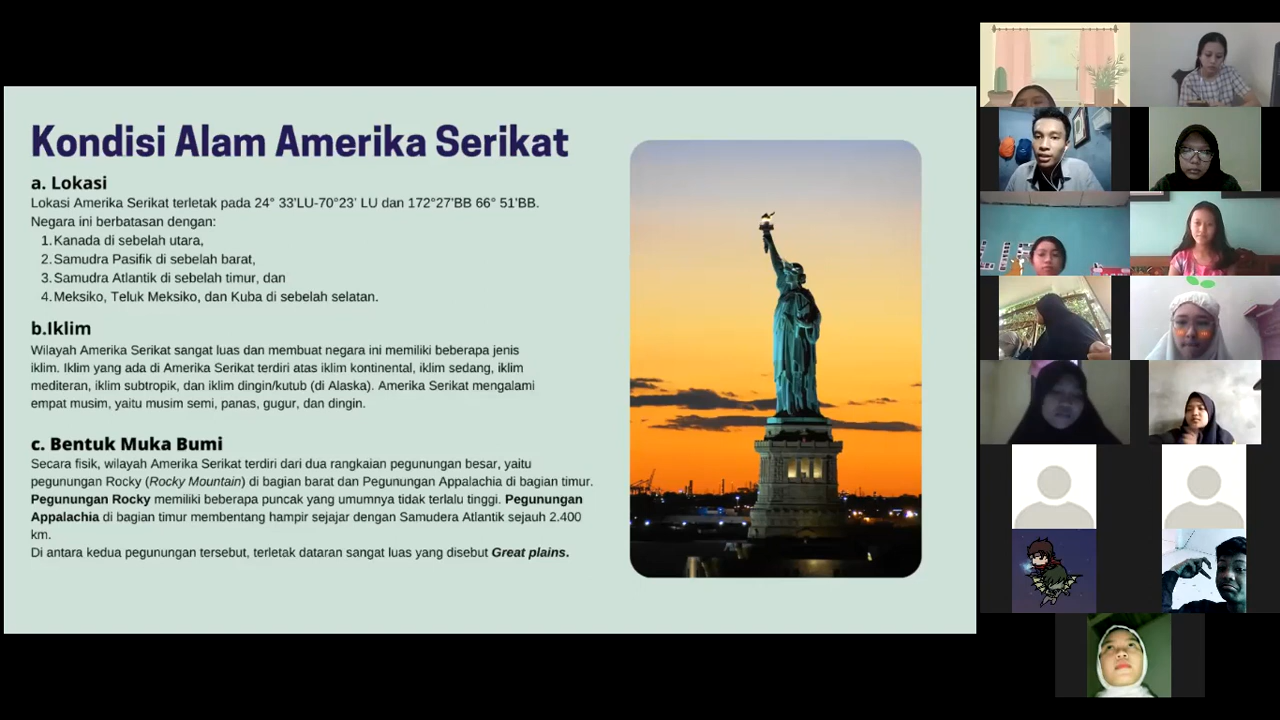 Kondisi Alam Amerika Serikat
a. Lokasi
Lokasi Amerika Serikat terletak pada 24° 33'LU-70°23' LU dan 172°27'BB 66° 51'BB.
Negara ini berbatasan dengan:
1. Kanada di sebelah utara,
2. Samudra Pasifik di sebelah barat,
3. Samudra Atlantik di sebelah timur, dan
4. Meksiko, Teluk Meksiko, dan Kuba di sebelah selatan.
b.Iklim
Wilayah Amerika Serikat sangat luas dan membuat negara ini memiliki beberapa jenis
iklim. Iklim yang ada di Amerika Serikat terdiri atas iklim kontinental, iklim sedang, iklim
mediteran, iklim subtropik, dan iklim dingin/kutub (di Alaska). Amerika Serikat mengalami
empat musim, yaitu musim semi, panas, gugur, dan dingin.
c. Bentuk Muka Bumi
Secara fisik, wilayah Amerika Serikat terdiri dari dua rangkaian pegunungan besar, yaitu
pegunungan Rocky (Rocky Mountain) di bagian barat dan Pegunungan Appalachia di bagian timur.
Pegunungan Rocky memiliki beberapa puncak yang umumnya tidak terlalu tinggi. Pegunungan
Appalachia di bagian timur membentang hampir sejajar dengan Samudera Atlantik sejauh 2.400
km.
Di antara kedua pegunungan tersebut, terletak dataran sangat luas yang disebut Great plains.